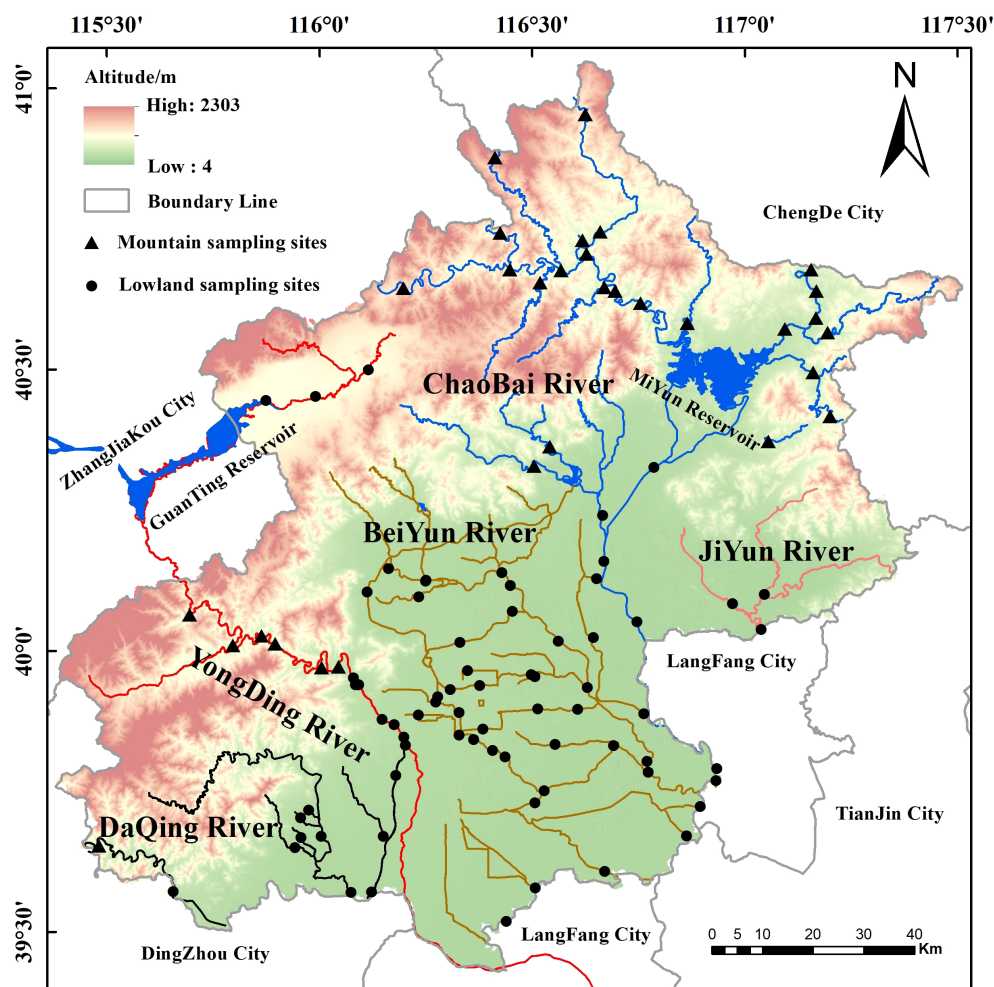 115°30' 116°0' 116°30' 117°0' 117°30'
41°0'
40°30'
40°0'
39°30'
Altitude/m
High: 2303
Low : 4
Boundary Line
Mountain sampling sites
Lowland sampling sites
N
ChengDe City
ChaoBai River
MiYun Reservoir
ZhangJiaKou City
GuanTing Reservoir
BeiYun River
JiYun River
LangFang City
YongDing River
DaQing River
TianJin City
LangFang City
DingZhou City
0 5 10 20 30 40
Km